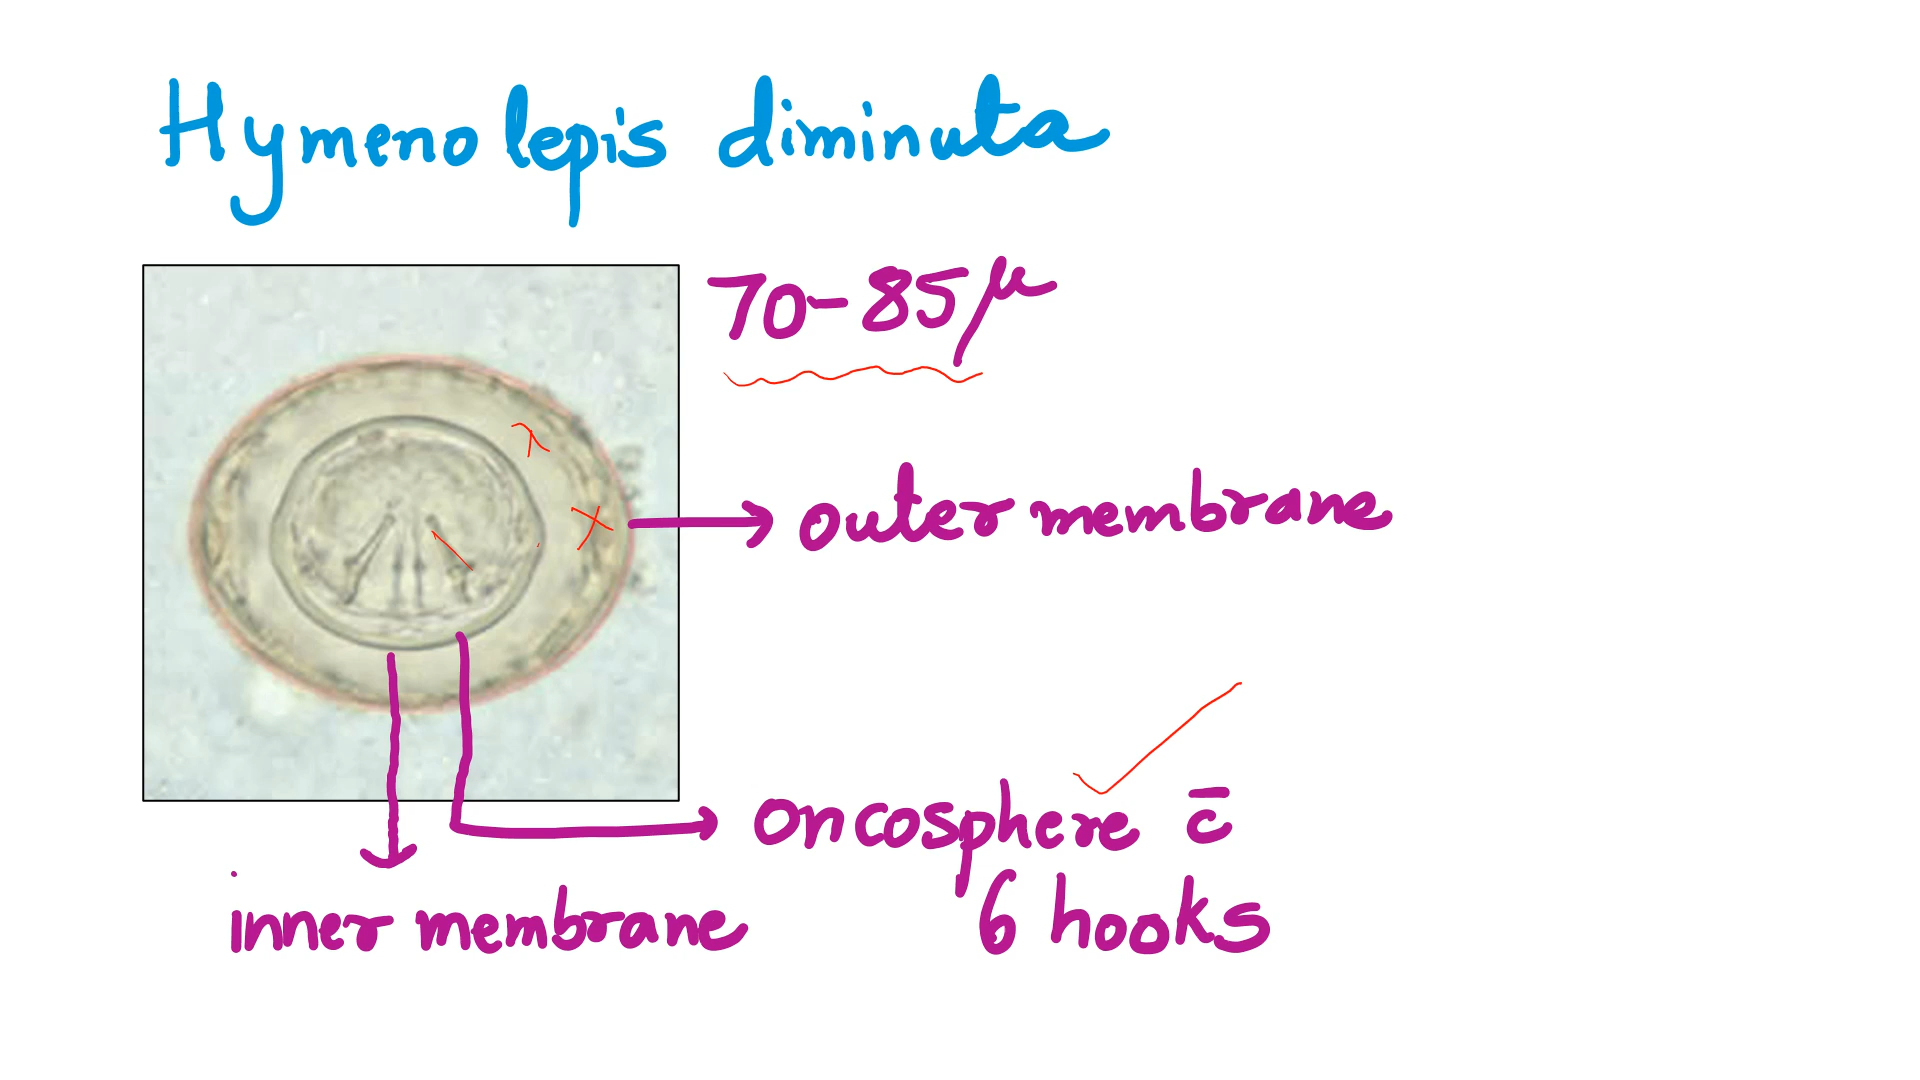 Hymenolepis diminuta
70-85μ
outer membrane
oncosphere c̄
6 hooks
inner membrane